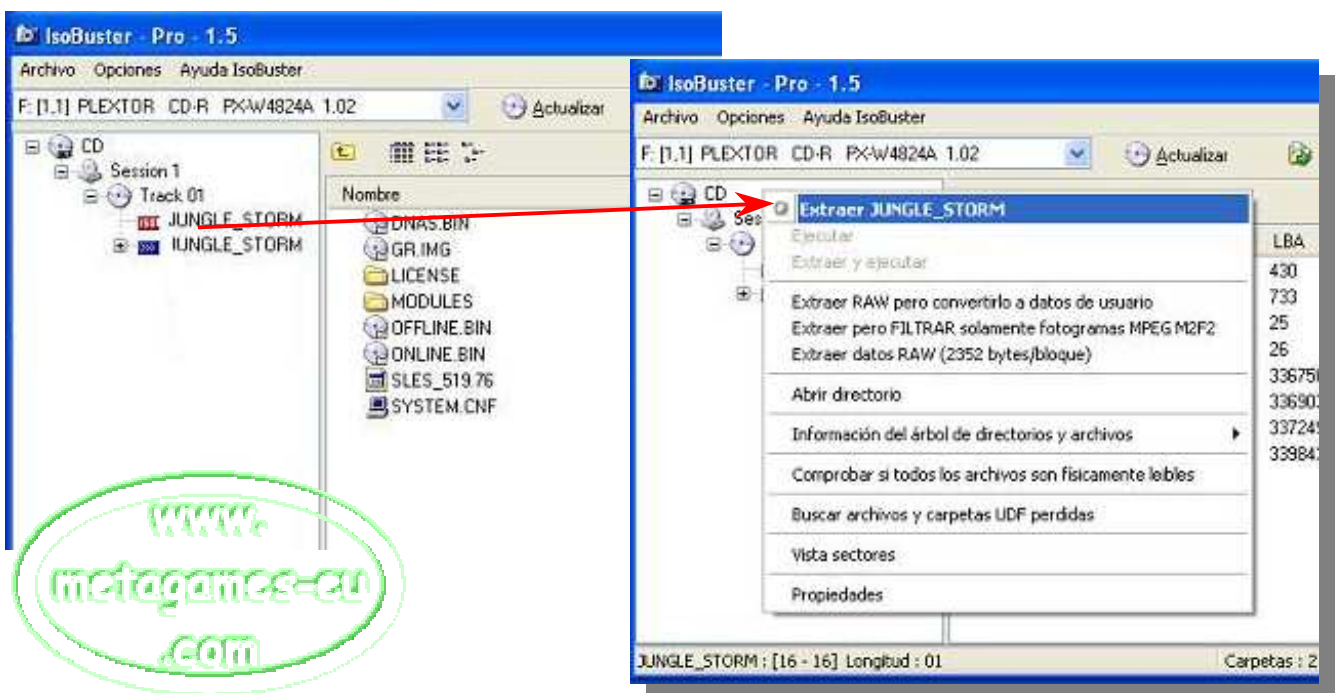 IsoBuster - Pro - 1.5
Archivo Opciones Ayuda IsoBuster
F: [1.1] PLEXTOR CD-R PX-W4824A 1.02
Actualizar
CD
Session 1
Track 01
JUNGLE_STORM
IUNGLE_STORM
Nombre
DNAS.BIN
GR.IMG
LICENSE
MODULES
OFFLINE.BIN
ONLINE.BIN
SLES_519.76
SYSTEM.CNF
www.
metagames-eu
.com
IsoBuster - Pro - 1.5
Archivo Opciones Ayuda IsoBuster
F: [1.1] PLEXTOR CD-R PX-W4824A 1.02
Actualizar
CD
Ses
Extraer JUNGLE_STORM
Ejecutar
Extraer y ejecutar
Extraer RAW pero convertirlo a datos de usuario
Extraer pero FILTRAR solamente fotogramas MPEG M2F2
Extraer datos RAW (2352 bytes/bloque)
Abrir directorio
Información del árbol de directorios y archivos
Comprobar si todos los archivos son físicamente leibles
Buscar archivos y carpetas UDF perdidas
Vista sectores
Propiedades
LBA
430
733
25
26
JUNGLE_STORM : [16 - 16] Longitud : 01
Carpetas : 2